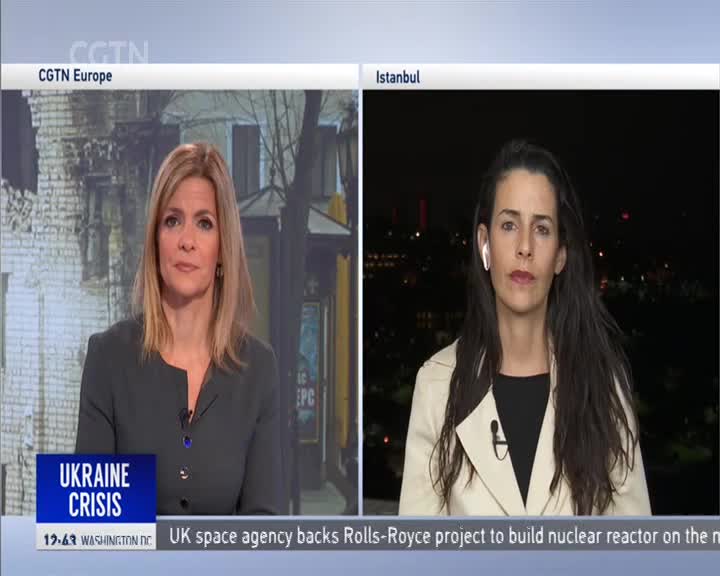 CGTN
CGTN Europe
Istanbul
UKRAINE
CRISIS
12:43 WASHINGTON DC
UK space agency backs Rolls-Royce project to build nuclear reactor on the